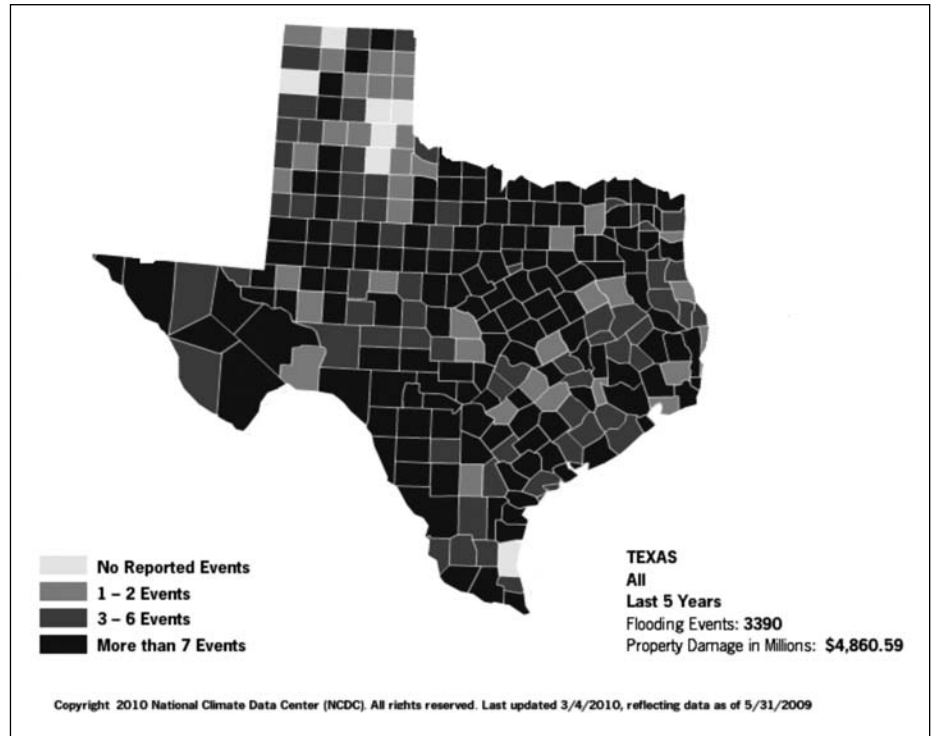 No Reported Events
1 – 2 Events
3 – 6 Events
More than 7 Events
TEXAS
All
Last 5 Years
Flooding Events: 3390
Property Damage in Millions: $4,860.59
Copyright 2010 National Climate Data Center (NCDC). All rights reserved. Last updated 3/4/2010, reflecting data as of 5/31/2009